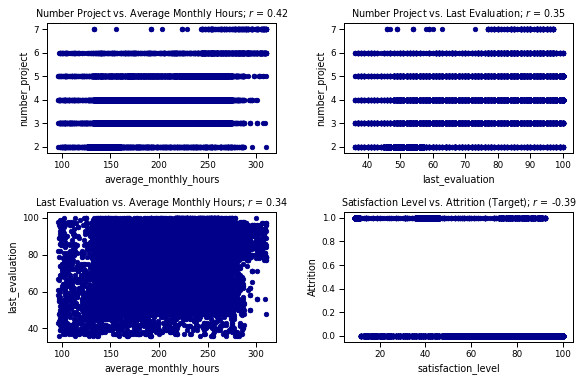 Number Project vs. Average Monthly Hours; r = 0.42
number_project
7
6
5
4
3
2
100 150 200 250 300
average_monthly_hours
Number Project vs. Last Evaluation; r = 0.35
number_project
7
6
5
4
3
2
40 50 60 70 80 90 100
last_evaluation
Last Evaluation vs. Average Monthly Hours; r = 0.34
last_evaluation
100
80
60
40
100 150 200 250 300
average_monthly_hours
Satisfaction Level vs. Attrition (Target); r = -0.39
Attrition
1.0
0.8
0.6
0.4
0.2
0.0
20 40 60 80 100
satisfaction_level